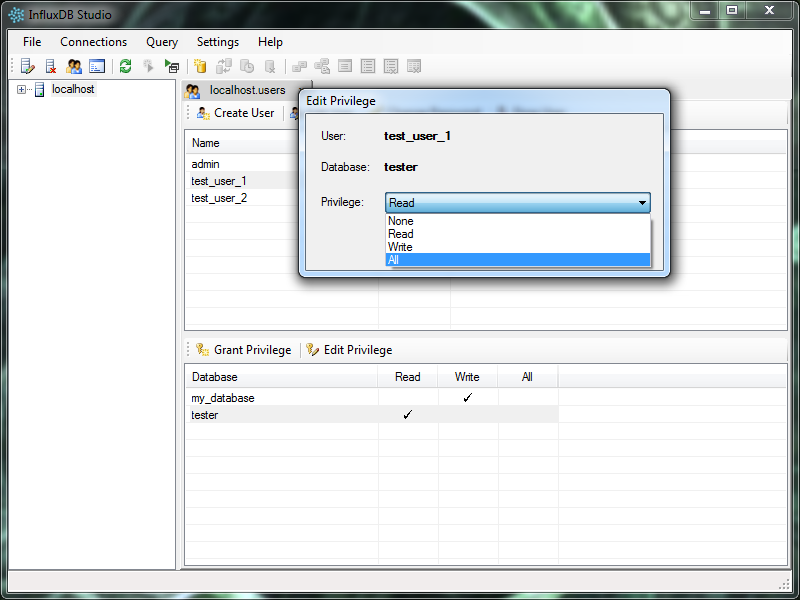 InfluxDB Studio
File Connections Query Settings Help
localhost
localhost.users
Create User
Name
admin
test_user_1
test_user_2
Edit Privilege
User: test_user_1
Database: tester
Privilege: Read
None
Read
Write
All
Grant Privilege Edit Privilege
Database Read Write All
my_database ✓
tester ✓